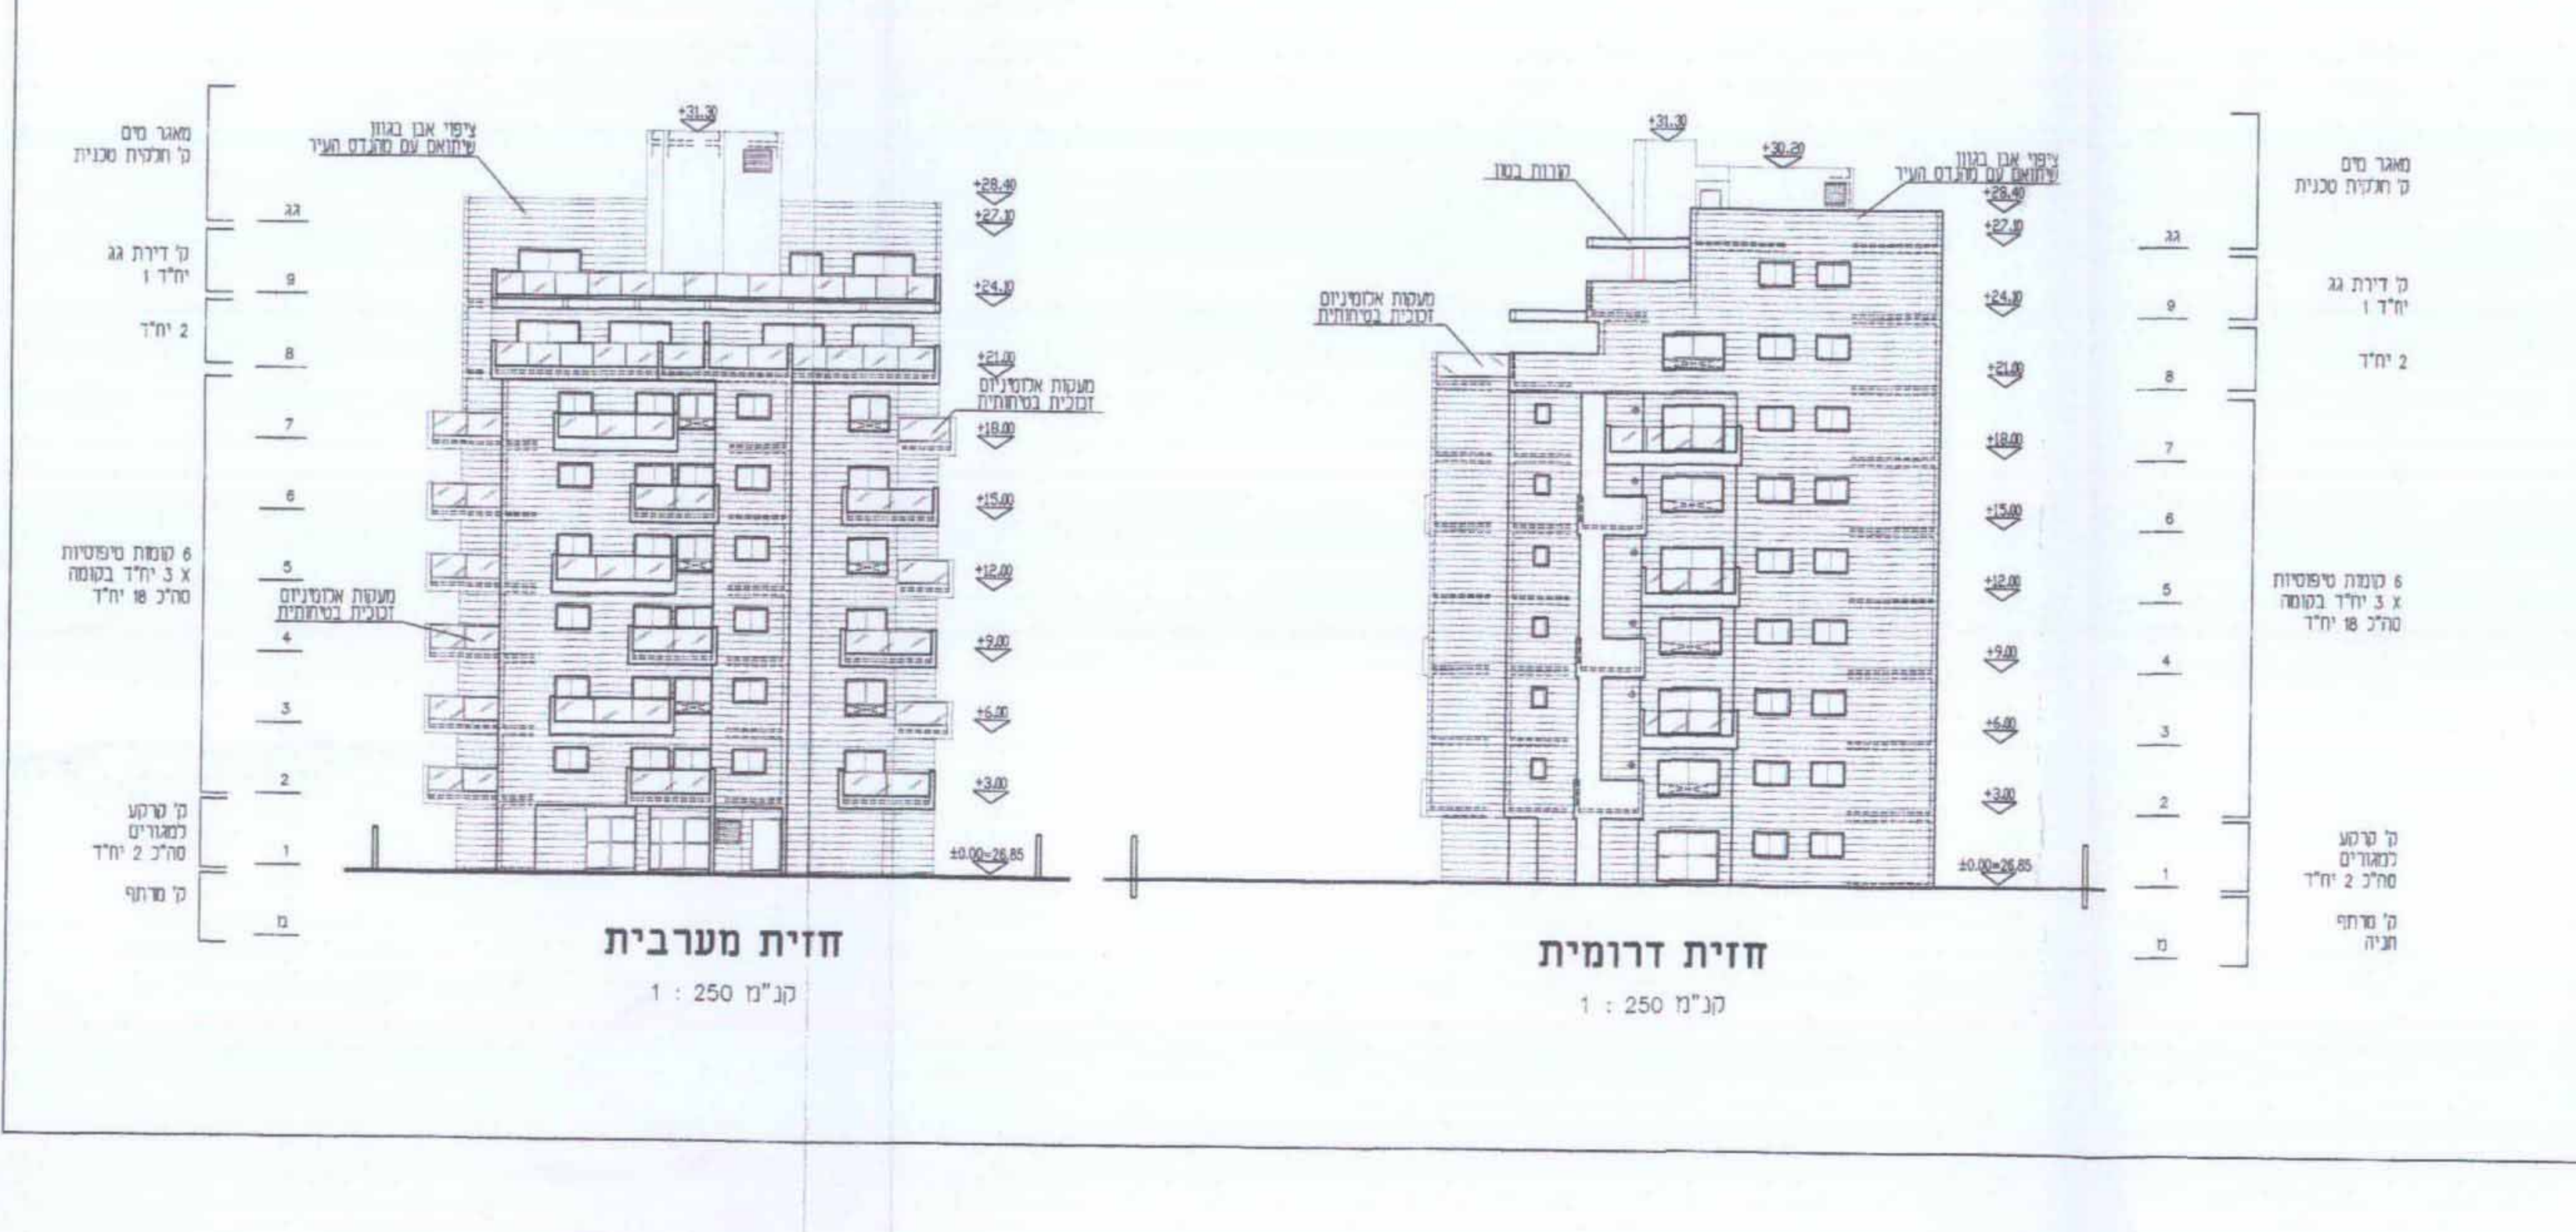 מאגר מים
ק' חלקית טכנית
ק' דירת גג
יח"ד 1
2 יח"ד
6 קומות טיפוסיות
x 3 יח"ד בקומה
סה"כ 18 יח"ד
ק' קרקע
למגורים
סה"כ 2 יח"ד
ק' מרתף
גג
9
8
7
6
5
4
3
2
1
מ
ציפוי אבן בגוון
שיתואם עם מהנדס העיר
+31.30
+28.40
+27.10
+24.10
+21.00
מעקות אלומיניום
זכוכית בטיחותית
+18.00
+15.00
+12.00
מעקות אלומיניום
זכוכית בטיחותית
+9.00
+6.00
+3.00
±0.00=26.85
חזית מערבית
קנ"מ 250 : 1
+31.30
+30.20
קורות בטון
ציפוי אבן בגוון
שיתואם עם מהנדס העיר
מעקות אלומיניום
זכוכית בטיחותית
+28.40
+27.10
+24.10
+21.00
+18.00
+15.00
+12.00
+9.00
+6.00
+3.00
±0.00=26.85
חזית דרומית
קנ"מ 250 : 1
גג
9
8
7
6
5
4
3
2
1
מ
מאגר מים
ק' חלקית טכנית
ק' דירת גג
יח"ד 1
2 יח"ד
6 קומות טיפוסיות
x 3 יח"ד בקומה
סה"כ 18 יח"ד
ק' קרקע
למגורים
סה"כ 2 יח"ד
ק' מרתף
חניה